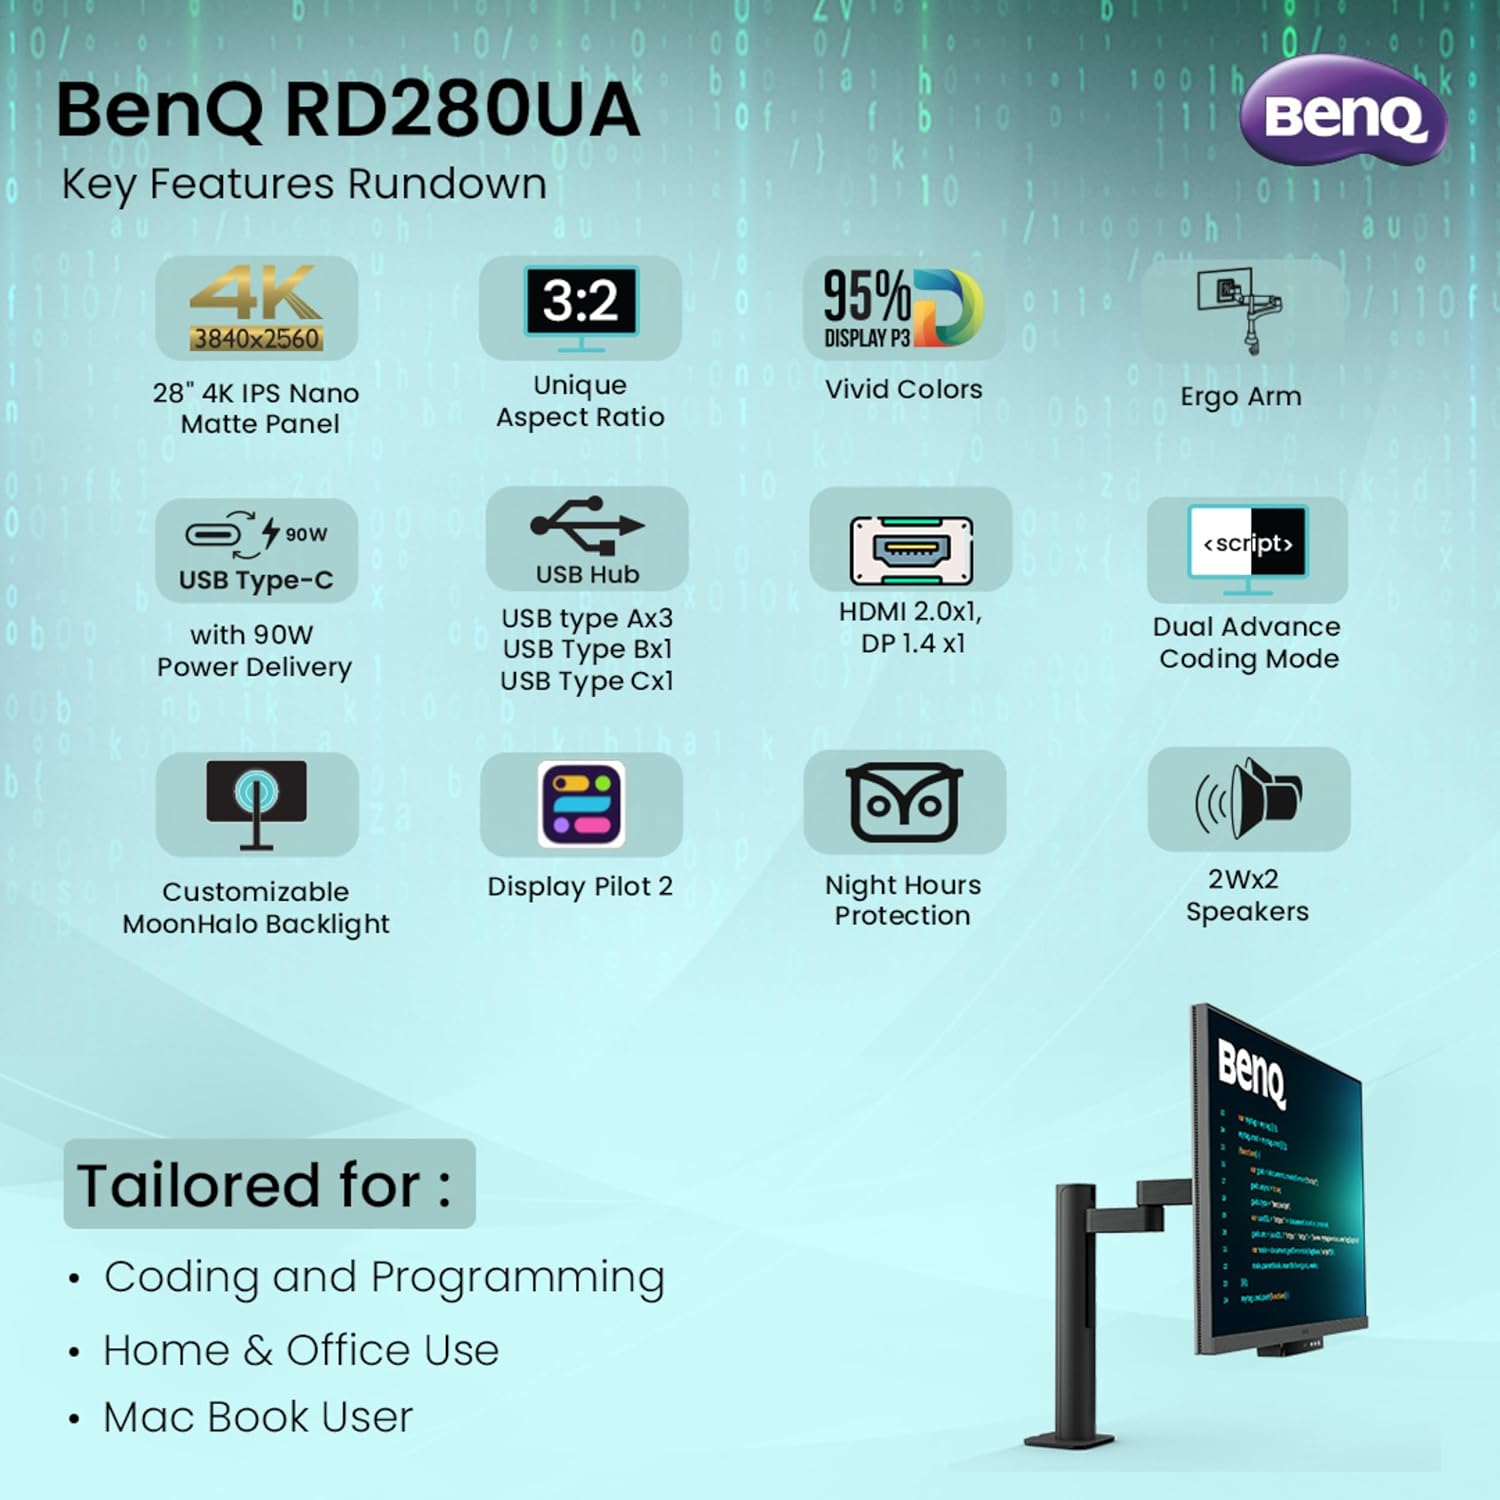 BenQ RD280UA
BenQ
Key Features Rundown
4K
3840x2560
28" 4K IPS Nano
Matte Panel
3:2
Unique
Aspect Ratio
95%
DISPLAY P3
Vivid Colors
Ergo Arm
90W
USB Type-C
with 90W
Power Delivery
USB Hub
USB type Ax3
USB Type Bx1
USB Type Cx1
HDMI 2.0x1,
DP 1.4 x1
<script>
Dual Advance
Coding Mode
Customizable
MoonHalo Backlight
Display Pilot 2
Night Hours
Protection
2Wx2
Speakers
BenQ
Tailored for :
• Coding and Programming
• Home & Office Use
• Mac Book User